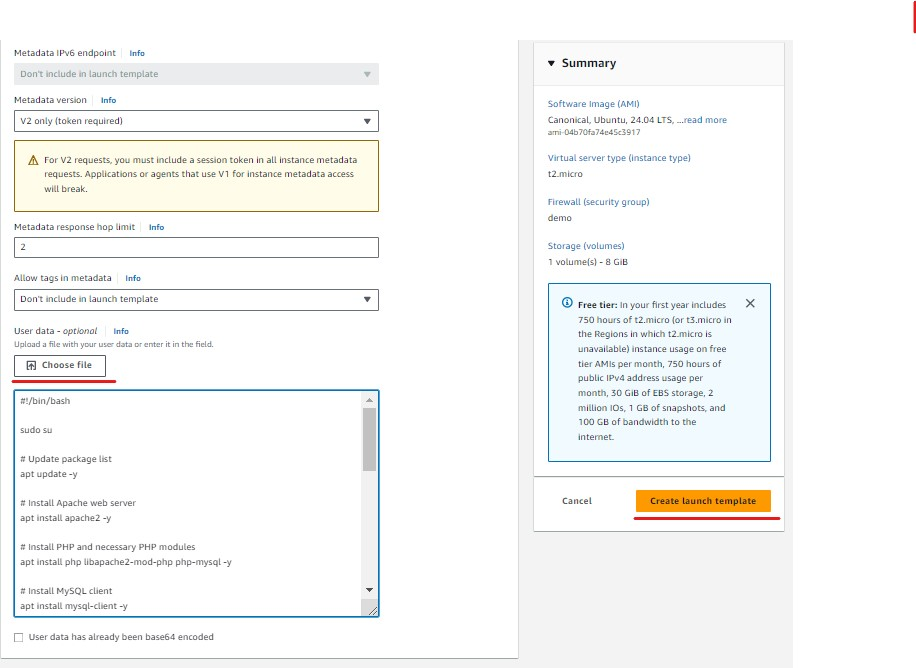 Metadata IPv6 endpoint Info
Don't include in launch template
Metadata version Info
V2 only (token required)
For V2 requests, you must include a session token in all instance metadata
requests. Applications or agents that use V1 for instance metadata access
will break.
Metadata response hop limit Info
2
Allow tags in metadata Info
Don't include in launch template
User data - optional Info
Upload a file with your user data or enter it in the field.
Choose file
#!/bin/bash
sudo su
# Update package list
apt update -y
# Install Apache web server
apt install apache2 -y
# Install PHP and necessary PHP modules
apt install php libapache2-mod-php php-mysql -y
# Install MySQL client
apt install mysql-client -y
User data has already been base64 encoded
Summary
Software Image (AMI)
Canonical, Ubuntu, 24.04 LTS, ...read more
ami-04b70fa74e45c3917
Virtual server type (instance type)
t2.micro
Firewall (security group)
demo
Storage (volumes)
1 volume(s) - 8 GiB
Free tier: In your first year includes
750 hours of t2.micro (or t3.micro in
the Regions in which t2.micro is
unavailable) instance usage on free
tier AMIs per month, 750 hours of
public IPv4 address usage per
month, 30 GiB of EBS storage, 2
million IOs, 1 GB of snapshots, and
100 GB of bandwidth to the
internet.
Cancel
Create launch template